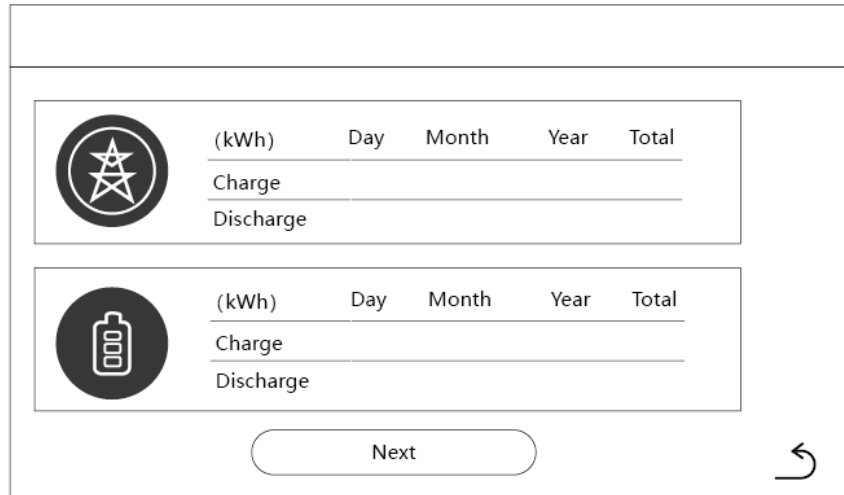 (kWh) Day Month Year Total
Charge
Discharge
(kWh) Day Month Year Total
Charge
Discharge
Next